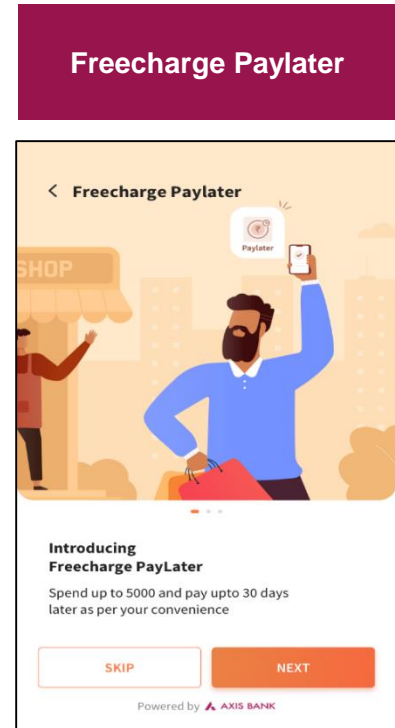 Freecharge Paylater
< Freecharge Paylater
Paylater
SHOP
Introducing
Freecharge PayLater
Spend up to 5000 and pay upto 30 days
later as per your convenience
SKIP
NEXT
Powered by AXIS BANK